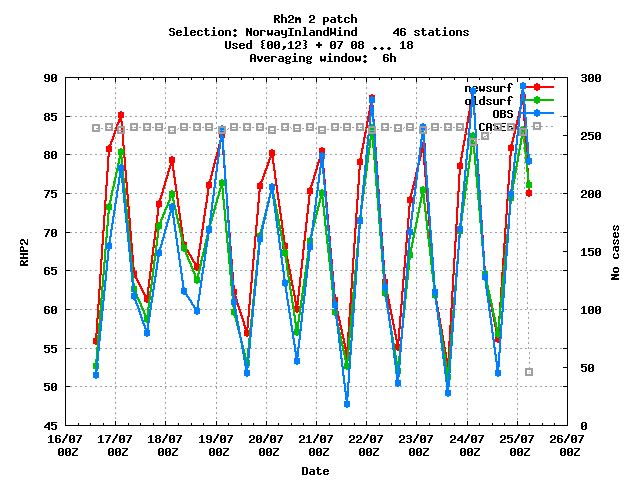 Rh2m 2 patch
Selection: NorwayInlandWind     46 stations
Used {00,12} + 07 08 ... 18
Averaging window:  6h
newsurf
oldsurf
OBS
CASES
90
85
80
75
70
65
60
55
50
45
RHP2
300
250
200
150
100
50
0
No cases
16/07 17/07 18/07 19/07 20/07 21/07 22/07 23/07 24/07 25/07 26/07
00Z 00Z 00Z 00Z 00Z 00Z 00Z 00Z 00Z 00Z 00Z
Date